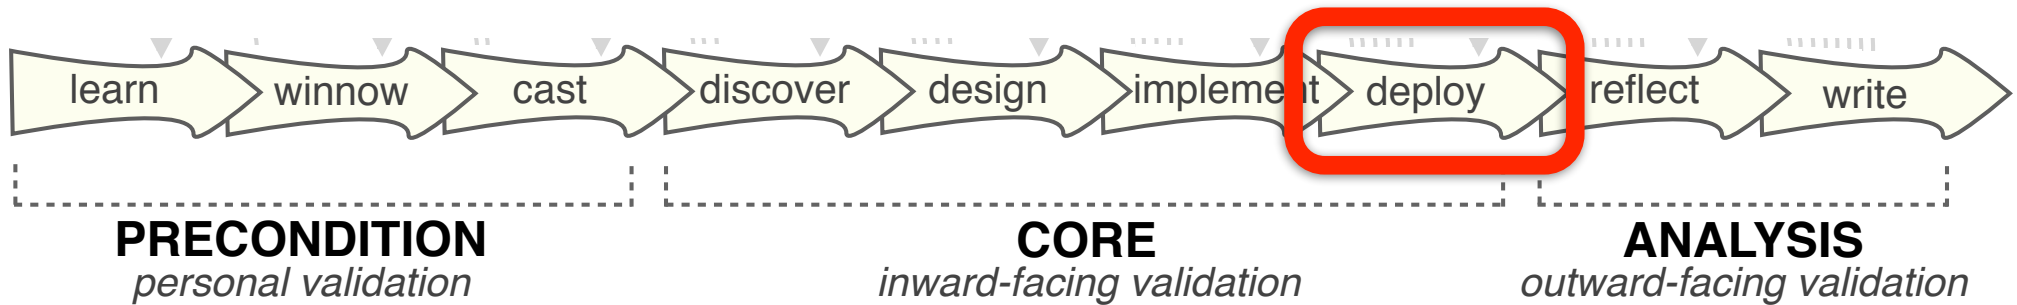 learn winnow cast discover design implement deploy reflect write
PRECONDITION CORE ANALYSIS
personal validation inward-facing validation outward-facing validation